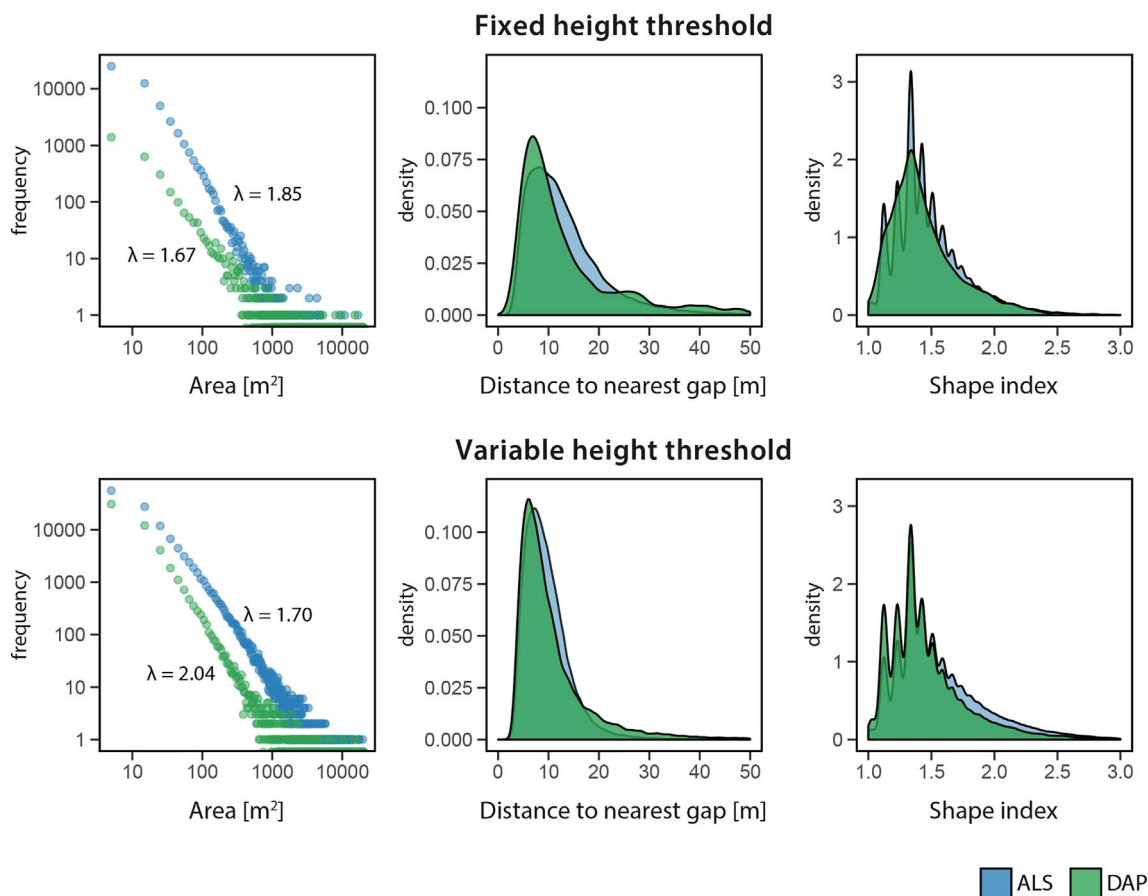 Fixed height threshold
frequency
10000
1000
100
10
1
λ = 1.85
λ = 1.67
10 100 1000 10000
Area [m²]
density
0.100
0.075
0.050
0.025
0.000
0 10 20 30 40 50
Distance to nearest gap [m]
density
3
2
1
0
1.0 1.5 2.0 2.5 3.0
Shape index
Variable height threshold
frequency
10000
1000
100
10
1
λ = 1.70
λ = 2.04
10 100 1000 10000
Area [m²]
density
0.100
0.075
0.050
0.025
0.000
0 10 20 30 40 50
Distance to nearest gap [m]
density
3
2
1
0
1.0 1.5 2.0 2.5 3.0
Shape index
ALS DAP